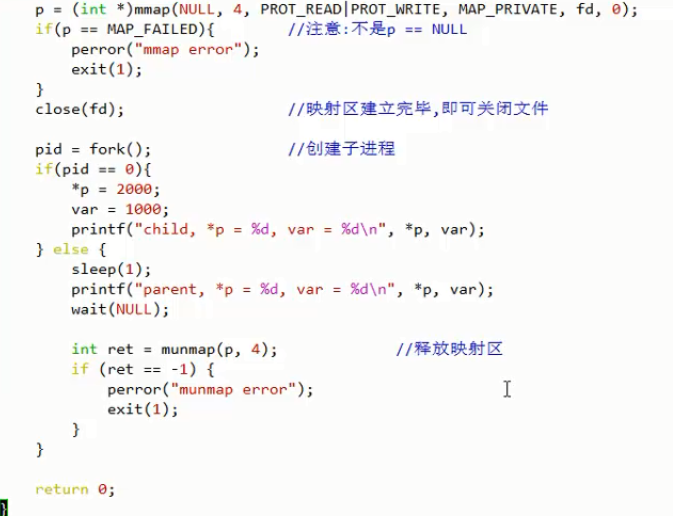 p = (int *)mmap(NULL, 4, PROT_READ|PROT_WRITE, MAP_PRIVATE, fd, 0);
if(p == MAP_FAILED){ //注意:不是p == NULL
perror("mmap error");
exit(1);
}
close(fd); //映射区建立完毕,即可关闭文件
pid = fork(); //创建子进程
if(pid == 0){
*p = 2000;
var = 1000;
printf("child, *p = %d, var = %d\n", *p, var);
} else {
sleep(1);
printf("parent, *p = %d, var = %d\n", *p, var);
wait(NULL);
int ret = munmap(p, 4); //释放映射区
if (ret == -1) {
perror("munmap error");
exit(1);
}
}
return 0;
}